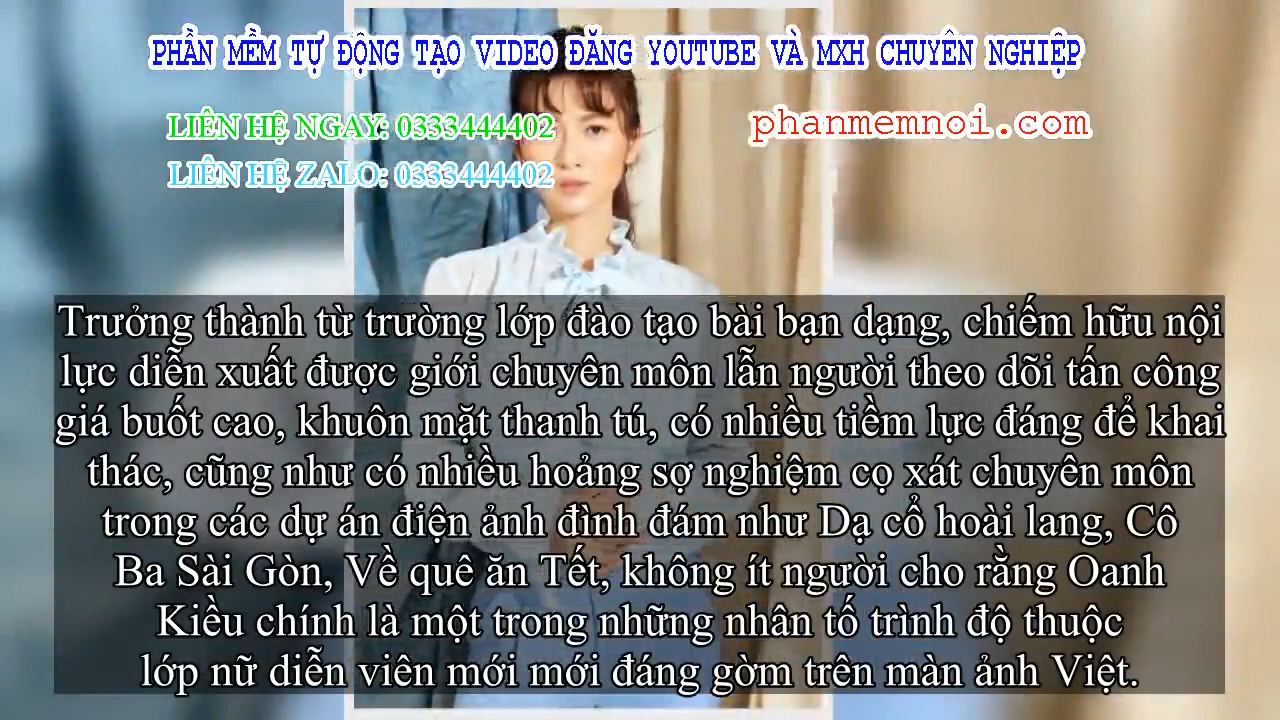 PHẦN MỀM TỰ ĐỘNG TẠO VIDEO ĐĂNG YOUTUBE VÀ MXH CHUYÊN NGHIỆP
LIÊN HỆ NGAY: 0333444402
phanmemnoi.com
LIÊN HỆ ZALO: 0333444402
Trưởng thành từ trường lớp đào tạo bài bạn dạng, chiếm hữu nội
lực diễn xuất được giới chuyên môn lẫn người theo dõi tấn công
giá buốt cao, khuôn mặt thanh tú, có nhiều tiềm lực đáng để khai
thác, cũng như có nhiều hoảng sợ nghiệm cọ xát chuyên môn
trong các dự án điện ảnh đình đám như Dạ cổ hoài lang, Cô
Ba Sài Gòn, Về quê ăn Tết, không ít người cho rằng Oanh
Kiều chính là một trong những nhân tố trình độ thuộc
lớp nữ diễn viên mới mới đáng gờm trên màn ảnh Việt.